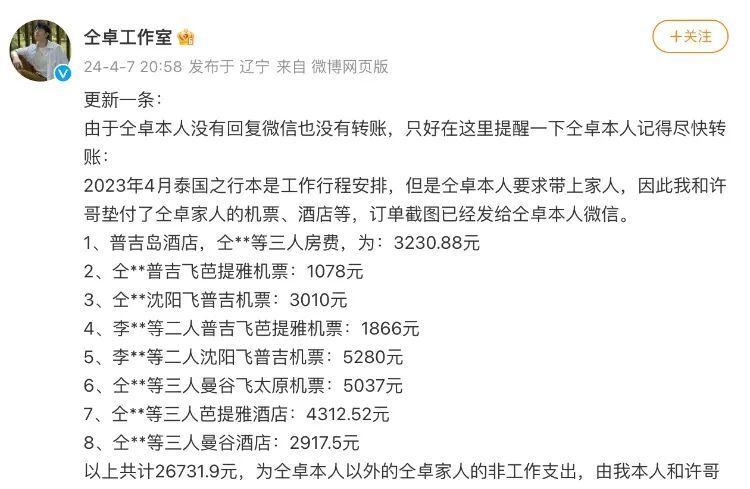 仝卓工作室
24-4-7 20:58 发布于 辽宁 来自 微博网页版
+关注
更新一条：
由于仝卓本人没有回复微信也没有转账，只好在这里提醒一下仝卓本人记得尽快转
账：
2023年4月泰国之行本是工作行程安排，但是仝卓本人要求带上家人，因此我和许
哥垫付了仝卓家人的机票、酒店等，订单截图已经发给仝卓本人微信。
1、普吉岛酒店，仝**等三人房费，为：3230.88元
2、仝**普吉飞芭提雅机票：1078元
3、仝**沈阳飞普吉机票：3010元
4、李**等二人普吉飞芭提雅机票：1866元
5、李**等二人沈阳飞普吉机票：5280元
6、仝**等三人曼谷飞太原机票：5037元
7、仝**等三人芭提雅酒店：4312.52元
8、仝**等三人曼谷酒店：2917.5元
以上共计26731.9元，为仝卓本人以外的仝卓家人的非工作支出，由我本人和许哥